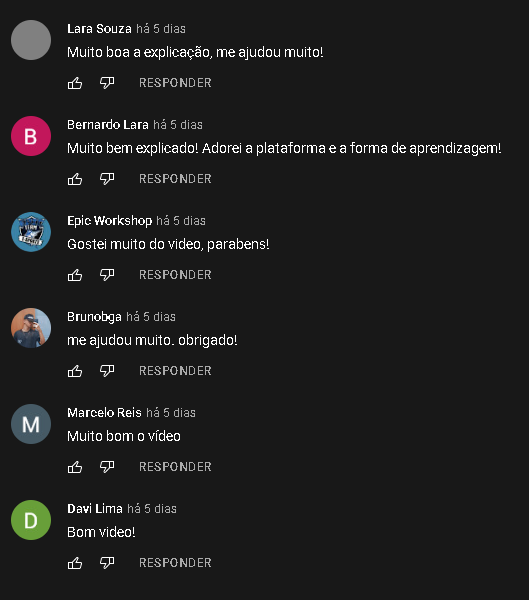 Lara Souza há 5 dias
Muito boa a explicação, me ajudou muito!
RESPONDER
B
Bernardo Lara há 5 dias
Muito bem explicado! Adorei a plataforma e a forma de aprendizagem!
RESPONDER
Epic Workshop há 5 dias
Gostei muito do video, parabens!
RESPONDER
Brunobga há 5 dias
me ajudou muito. obrigado!
RESPONDER
M
Marcelo Reis há 5 dias
Muito bom o vídeo
RESPONDER
D
Davi Lima há 5 dias
Bom video!
RESPONDER